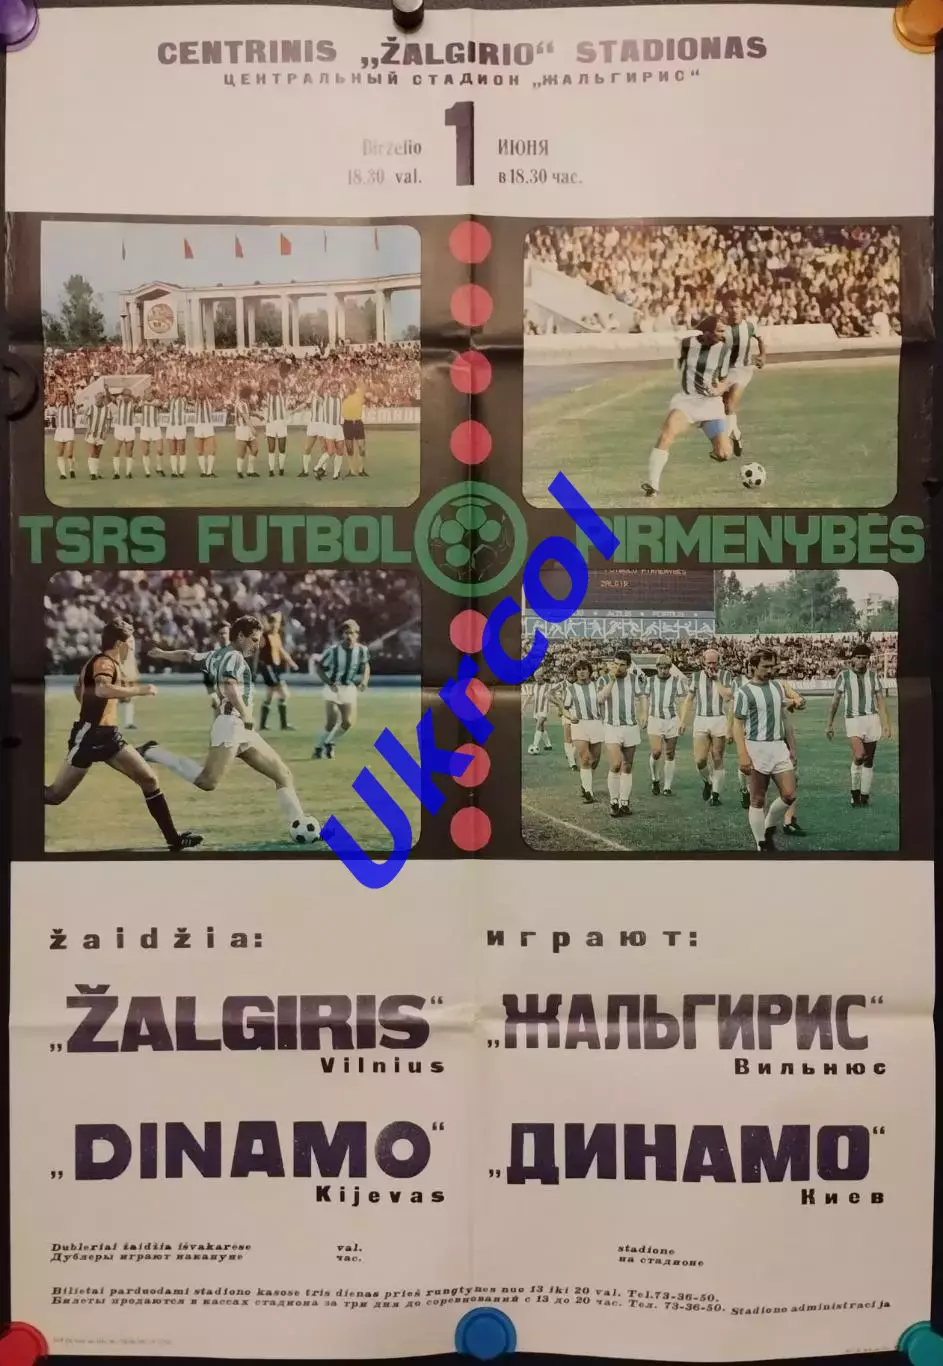 CENTRINIS „ŽALGIRIO“ STADIONAS
ЦЕНТРАЛЬНЫЙ СТАДИОН „ЖАЛЬГИРИС“
Birželio 1 ИЮНЯ
18.30 val. в 18.30 час.
TSRS FUTBOLO PIRMENYBĖS
ŽALGIR
Ukrcol
žaidžia: играют:
„ŽALGIRIS“ „ЖАЛЬГИРИС“
Vilnius Вильнюс
„DINAMO“ „ДИНАМО“
Kijevas Киев
Dubleriai žaidžia išvakarėse val. stadione
Дублеры играют накануне час. на стадионе
Bilietai parduodami stadiono kasose tris dienas prieš rungtynes nuo 13 iki 20 val. Tel.73-36-50.
Билеты продаются в кассах стадиона за три дня до соревнований с 13 до 20 час. Тел. 73-36-50. Stadiono administracija